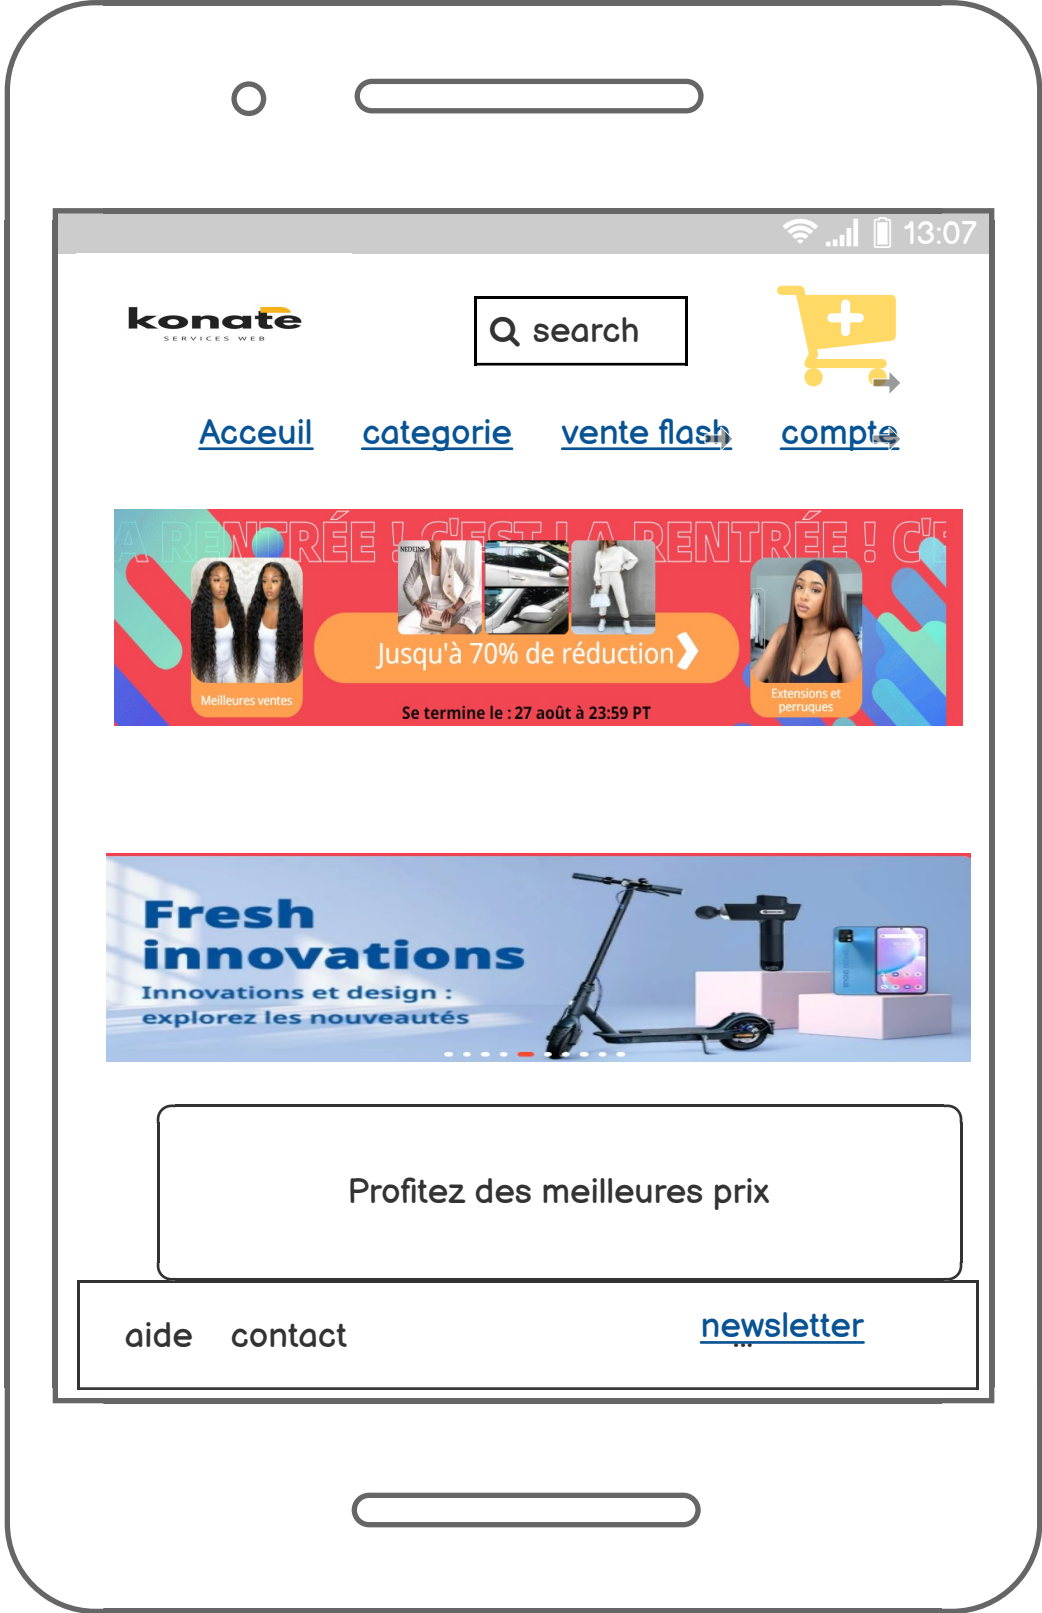 13:07
konate
SERVICES WEB
search
Acceuil categorie vente flash compte
A RENTRÉE ! C'EST LA RENTRÉE ! C'E
NEDEINS
Jusqu'à 70% de réduction
Meilleures ventes
Extensions et
perruques
Se termine le : 27 août à 23:59 PT
Fresh
innovations
Innovations et design :
explorez les nouveautés
Profitez des meilleures prix
aide contact newsletter
...